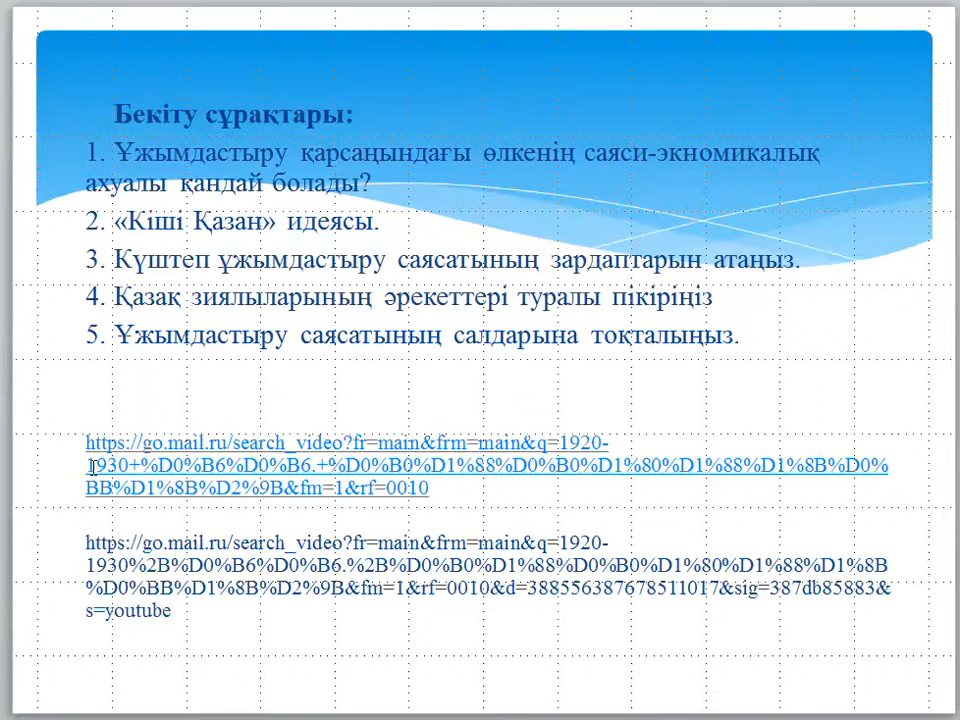 Бекіту сұрақтары:
1. Ұжымдастыру қарсаңындағы өлкенің саяси-экномикалық
ахуалы қандай болады?
2. «Кіші Қазан» идеясы.
3. Күштеп ұжымдастыру саясатының зардаптарын атаңыз.
4. Қазақ зиялыларының әрекеттері туралы пікіріңіз
5. Ұжымдастыру саясатының салдарына тоқталыңыз.
https://go.mail.ru/search_video?fr=main&frm=main&q=1920-
1930+%D0%B6%D0%B6.+%D0%B0%D1%88%D0%B0%D1%80%D1%88%D1%8B%D0%
BB%D1%8B%D2%9B&fm=1&rf=0010
https://go.mail.ru/search_video?fr=main&frm=main&q=1920-
1930%2B%D0%B6%D0%B6.%2B%D0%B0%D1%88%D0%B0%D1%80%D1%88%D1%8B
%D0%BB%D1%8B%D2%9B&fm=1&rf=0010&d=388556387678511017&sig=387db85883&
s=youtube